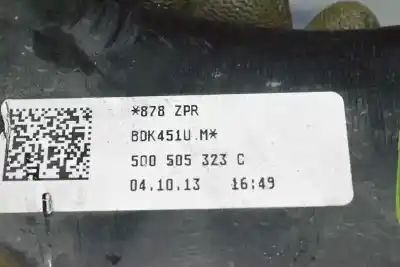 *878 ZPR
BDK451U.M*
500 505 323 C
04.10.13 16:49